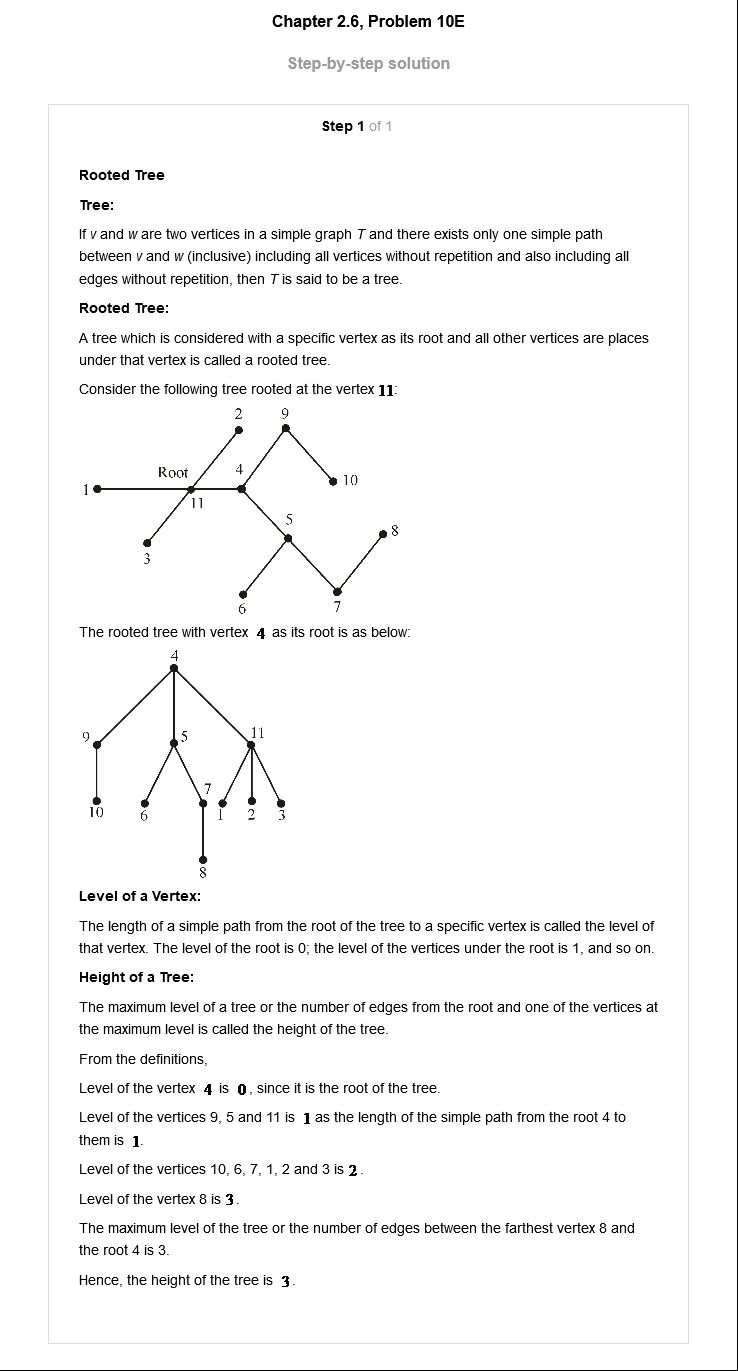 Chapter 2.6, Problem 10E
Step-by-step solution
Step 1 of 1
Rooted Tree
Tree:
If v and w are two vertices in a simple graph T and there exists only one simple path
between v and w (inclusive) including all vertices without repetition and also including all
edges without repetition, then T is said to be a tree.
Rooted Tree:
A tree which is considered with a specific vertex as its root and all other vertices are places
under that vertex is called a rooted tree.
Consider the following tree rooted at the vertex 11:
2 9
Root 4 10
1
11
5
8
3
6 7
The rooted tree with vertex 4 as its root is as below:
4
9 5 11
7
10 6 1 2 3
8
Level of a Vertex:
The length of a simple path from the root of the tree to a specific vertex is called the level of
that vertex. The level of the root is 0; the level of the vertices under the root is 1, and so on.
Height of a Tree:
The maximum level of a tree or the number of edges from the root and one of the vertices at
the maximum level is called the height of the tree.
From the definitions,
Level of the vertex 4 is 0, since it is the root of the tree.
Level of the vertices 9, 5 and 11 is 1 as the length of the simple path from the root 4 to
them is 1.
Level of the vertices 10, 6, 7, 1, 2 and 3 is 2.
Level of the vertex 8 is 3.
The maximum level of the tree or the number of edges between the farthest vertex 8 and
the root 4 is 3.
Hence, the height of the tree is 3.